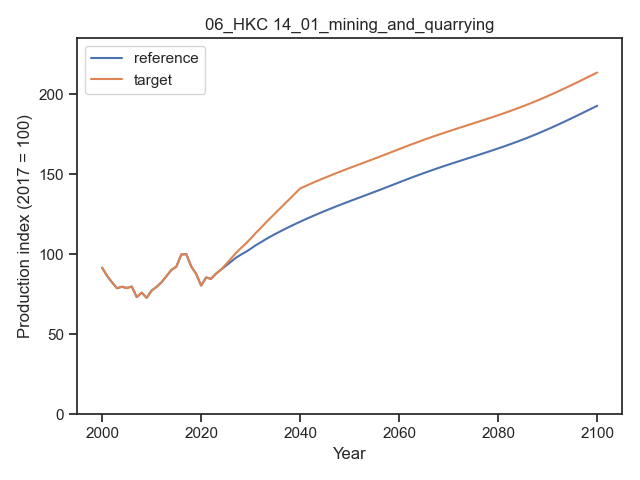 06_HKC 14_01_mining_and_quarrying
reference
target
Production index (2017 = 100)
200
150
100
50
0
2000 2020 2040 2060 2080 2100
Year